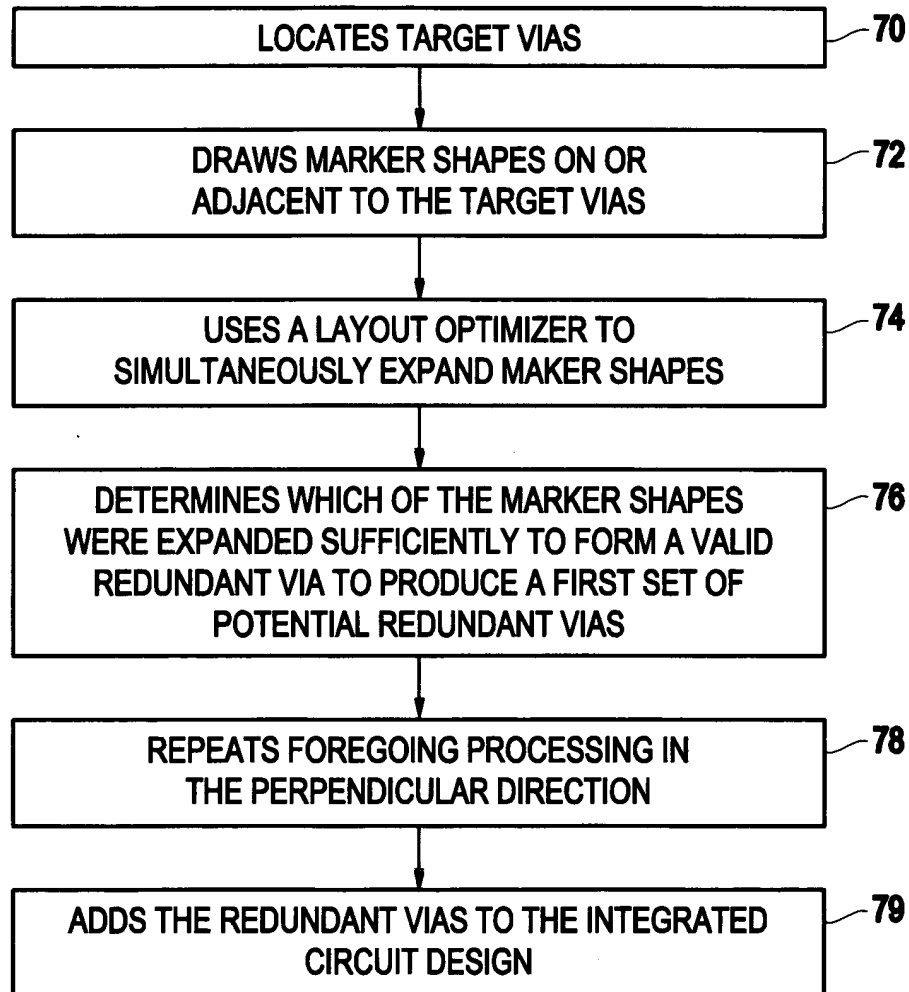 LOCATES TARGET VIAS
70
DRAWS MARKER SHAPES ON OR
ADJACENT TO THE TARGET VIAS
72
USES A LAYOUT OPTIMIZER TO
SIMULTANEOUSLY EXPAND MAKER SHAPES
74
DETERMINES WHICH OF THE MARKER SHAPES
WERE EXPANDED SUFFICIENTLY TO FORM A VALID
REDUNDANT VIA TO PRODUCE A FIRST SET OF
POTENTIAL REDUNDANT VIAS
76
REPEATS FOREGOING PROCESSING IN
THE PERPENDICULAR DIRECTION
78
ADDS THE REDUNDANT VIAS TO THE INTEGRATED
CIRCUIT DESIGN
79